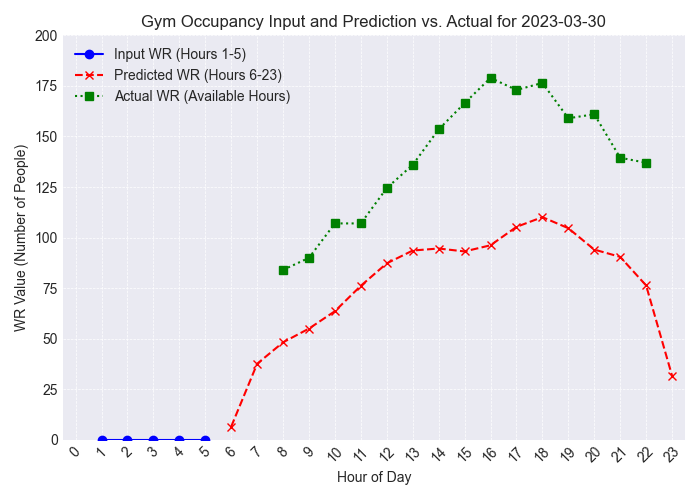 Gym Occupancy Input and Prediction vs. Actual for 2023-03-30
Input WR (Hours 1-5)
Predicted WR (Hours 6-23)
Actual WR (Available Hours)
WR Value (Number of People)
200
175
150
125
100
75
50
25
0
0 1 2 3 4 5 6 7 8 9 10 11 12 13 14 15 16 17 18 19 20 21 22 23
Hour of Day